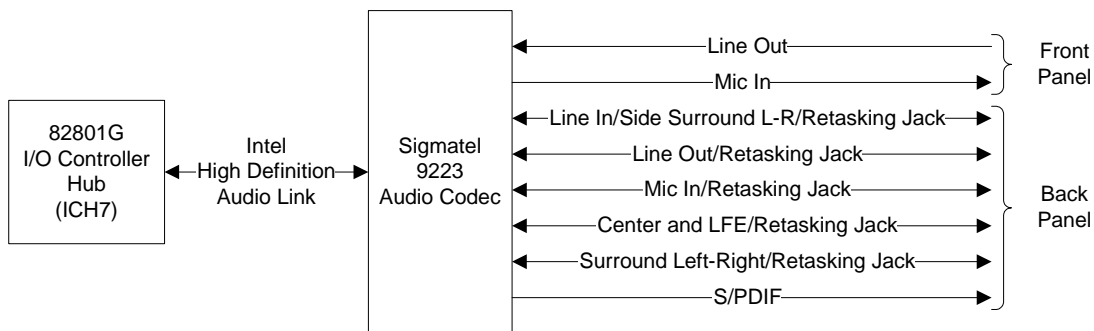 82801G
I/O Controller
Hub
(ICH7)
Intel
High Definition
Audio Link
Sigmatel
9223
Audio Codec
Line Out
Mic In
Front
Panel
Line In/Side Surround L-R/Retasking Jack
Line Out/Retasking Jack
Mic In/Retasking Jack
Center and LFE/Retasking Jack
Surround Left-Right/Retasking Jack
S/PDIF
Back
Panel